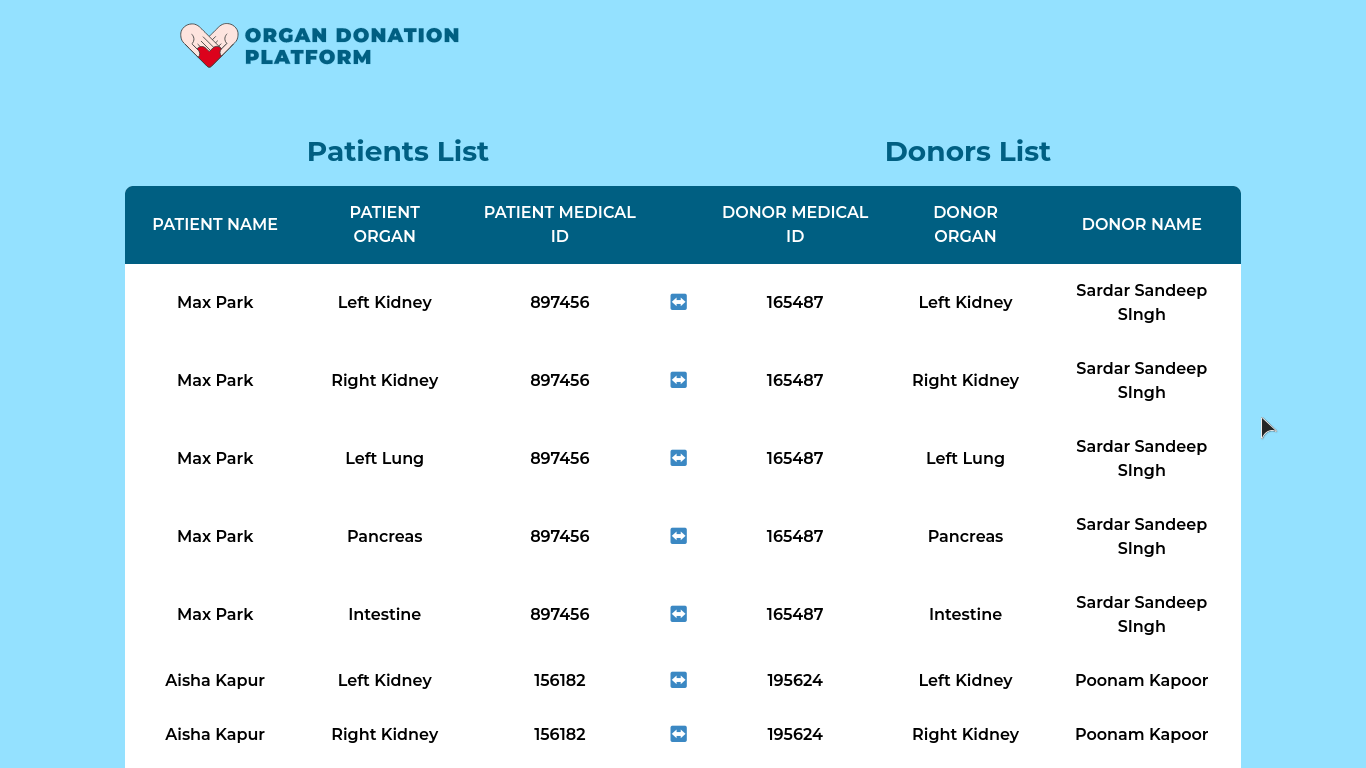 ORGAN DONATION
PLATFORM
Patients List
Donors List
PATIENT NAME
PATIENT
ORGAN
PATIENT MEDICAL
ID
DONOR MEDICAL
ID
DONOR
ORGAN
DONOR NAME
Max Park
Left Kidney
897456
165487
Left Kidney
Sardar Sandeep
SIngh
Max Park
Right Kidney
897456
165487
Right Kidney
Sardar Sandeep
SIngh
Max Park
Left Lung
897456
165487
Left Lung
Sardar Sandeep
SIngh
Max Park
Pancreas
897456
165487
Pancreas
Sardar Sandeep
SIngh
Max Park
Intestine
897456
165487
Intestine
Sardar Sandeep
SIngh
Aisha Kapur
Left Kidney
156182
195624
Left Kidney
Poonam Kapoor
Aisha Kapur
Right Kidney
156182
195624
Right Kidney
Poonam Kapoor